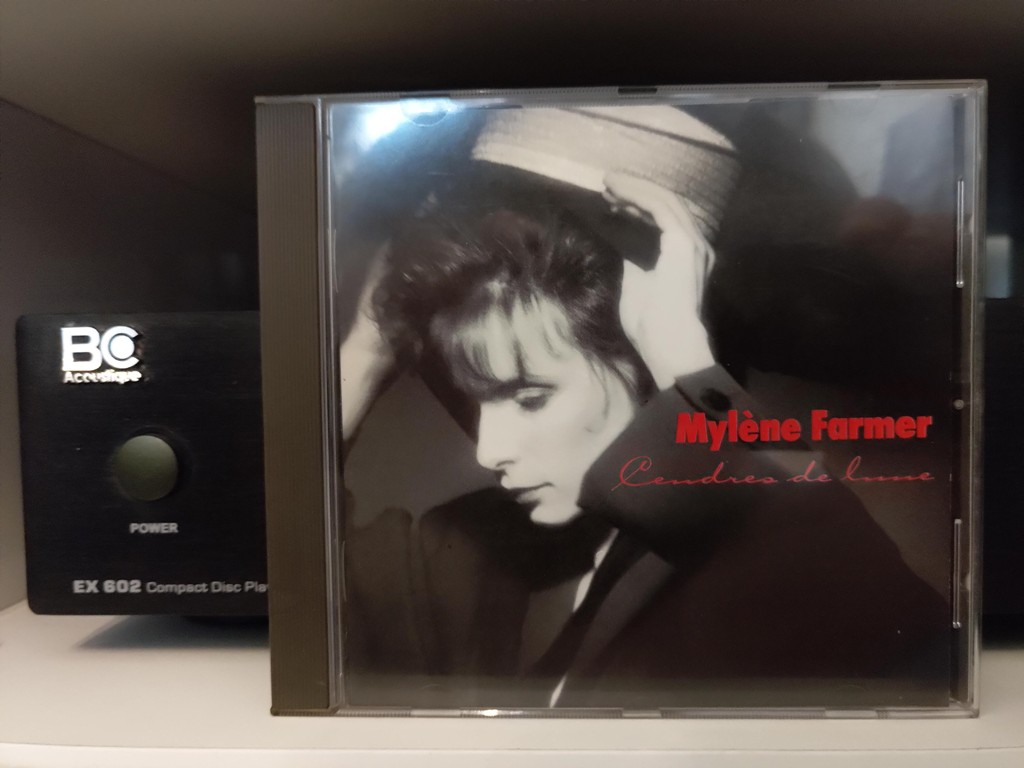 BC
Acoustique
POWER
EX 602 Compact Disc Pla
Mylène Farmer
Cendres de lune